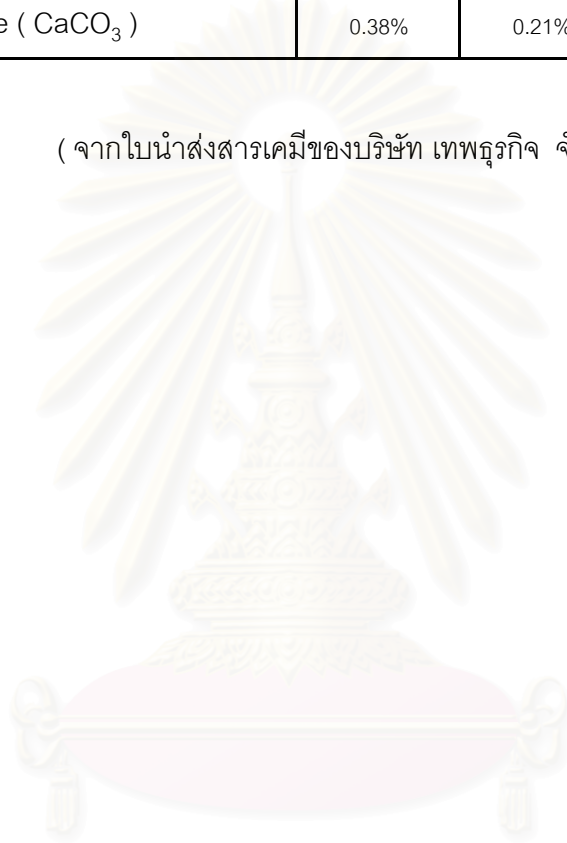 e ( CaCO₃ ) 0.38% 0.21%
( จากใบนำส่งสารเคมีของบริษัท เทพธุรกิจ